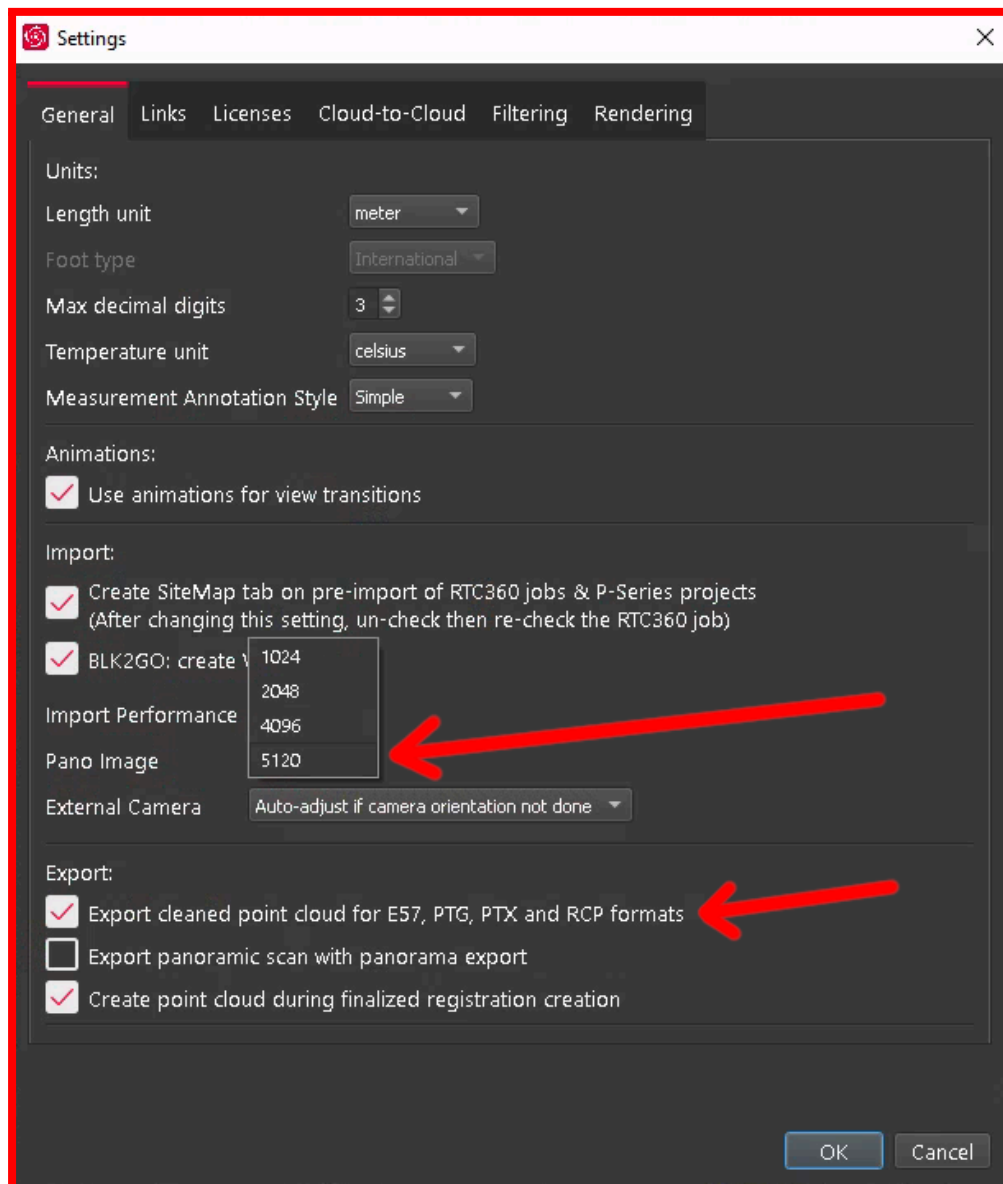 Settings
General Links Licenses Cloud-to-Cloud Filtering Rendering
Units:
Length unit meter
Foot type International
Max decimal digits 3
Temperature unit celsius
Measurement Annotation Style Simple
Animations:
Use animations for view transitions
Import:
Create SiteMap tab on pre-import of RTC360 jobs & P-Series projects
(After changing this setting, un-check then re-check the RTC360 job)
BLK2GO: create
1024
2048
Import Performance
4096
Pano Image
5120
External Camera Auto-adjust if camera orientation not done
Export:
Export cleaned point cloud for E57, PTG, PTX and RCP formats
Export panoramic scan with panorama export
Create point cloud during finalized registration creation
OK Cancel